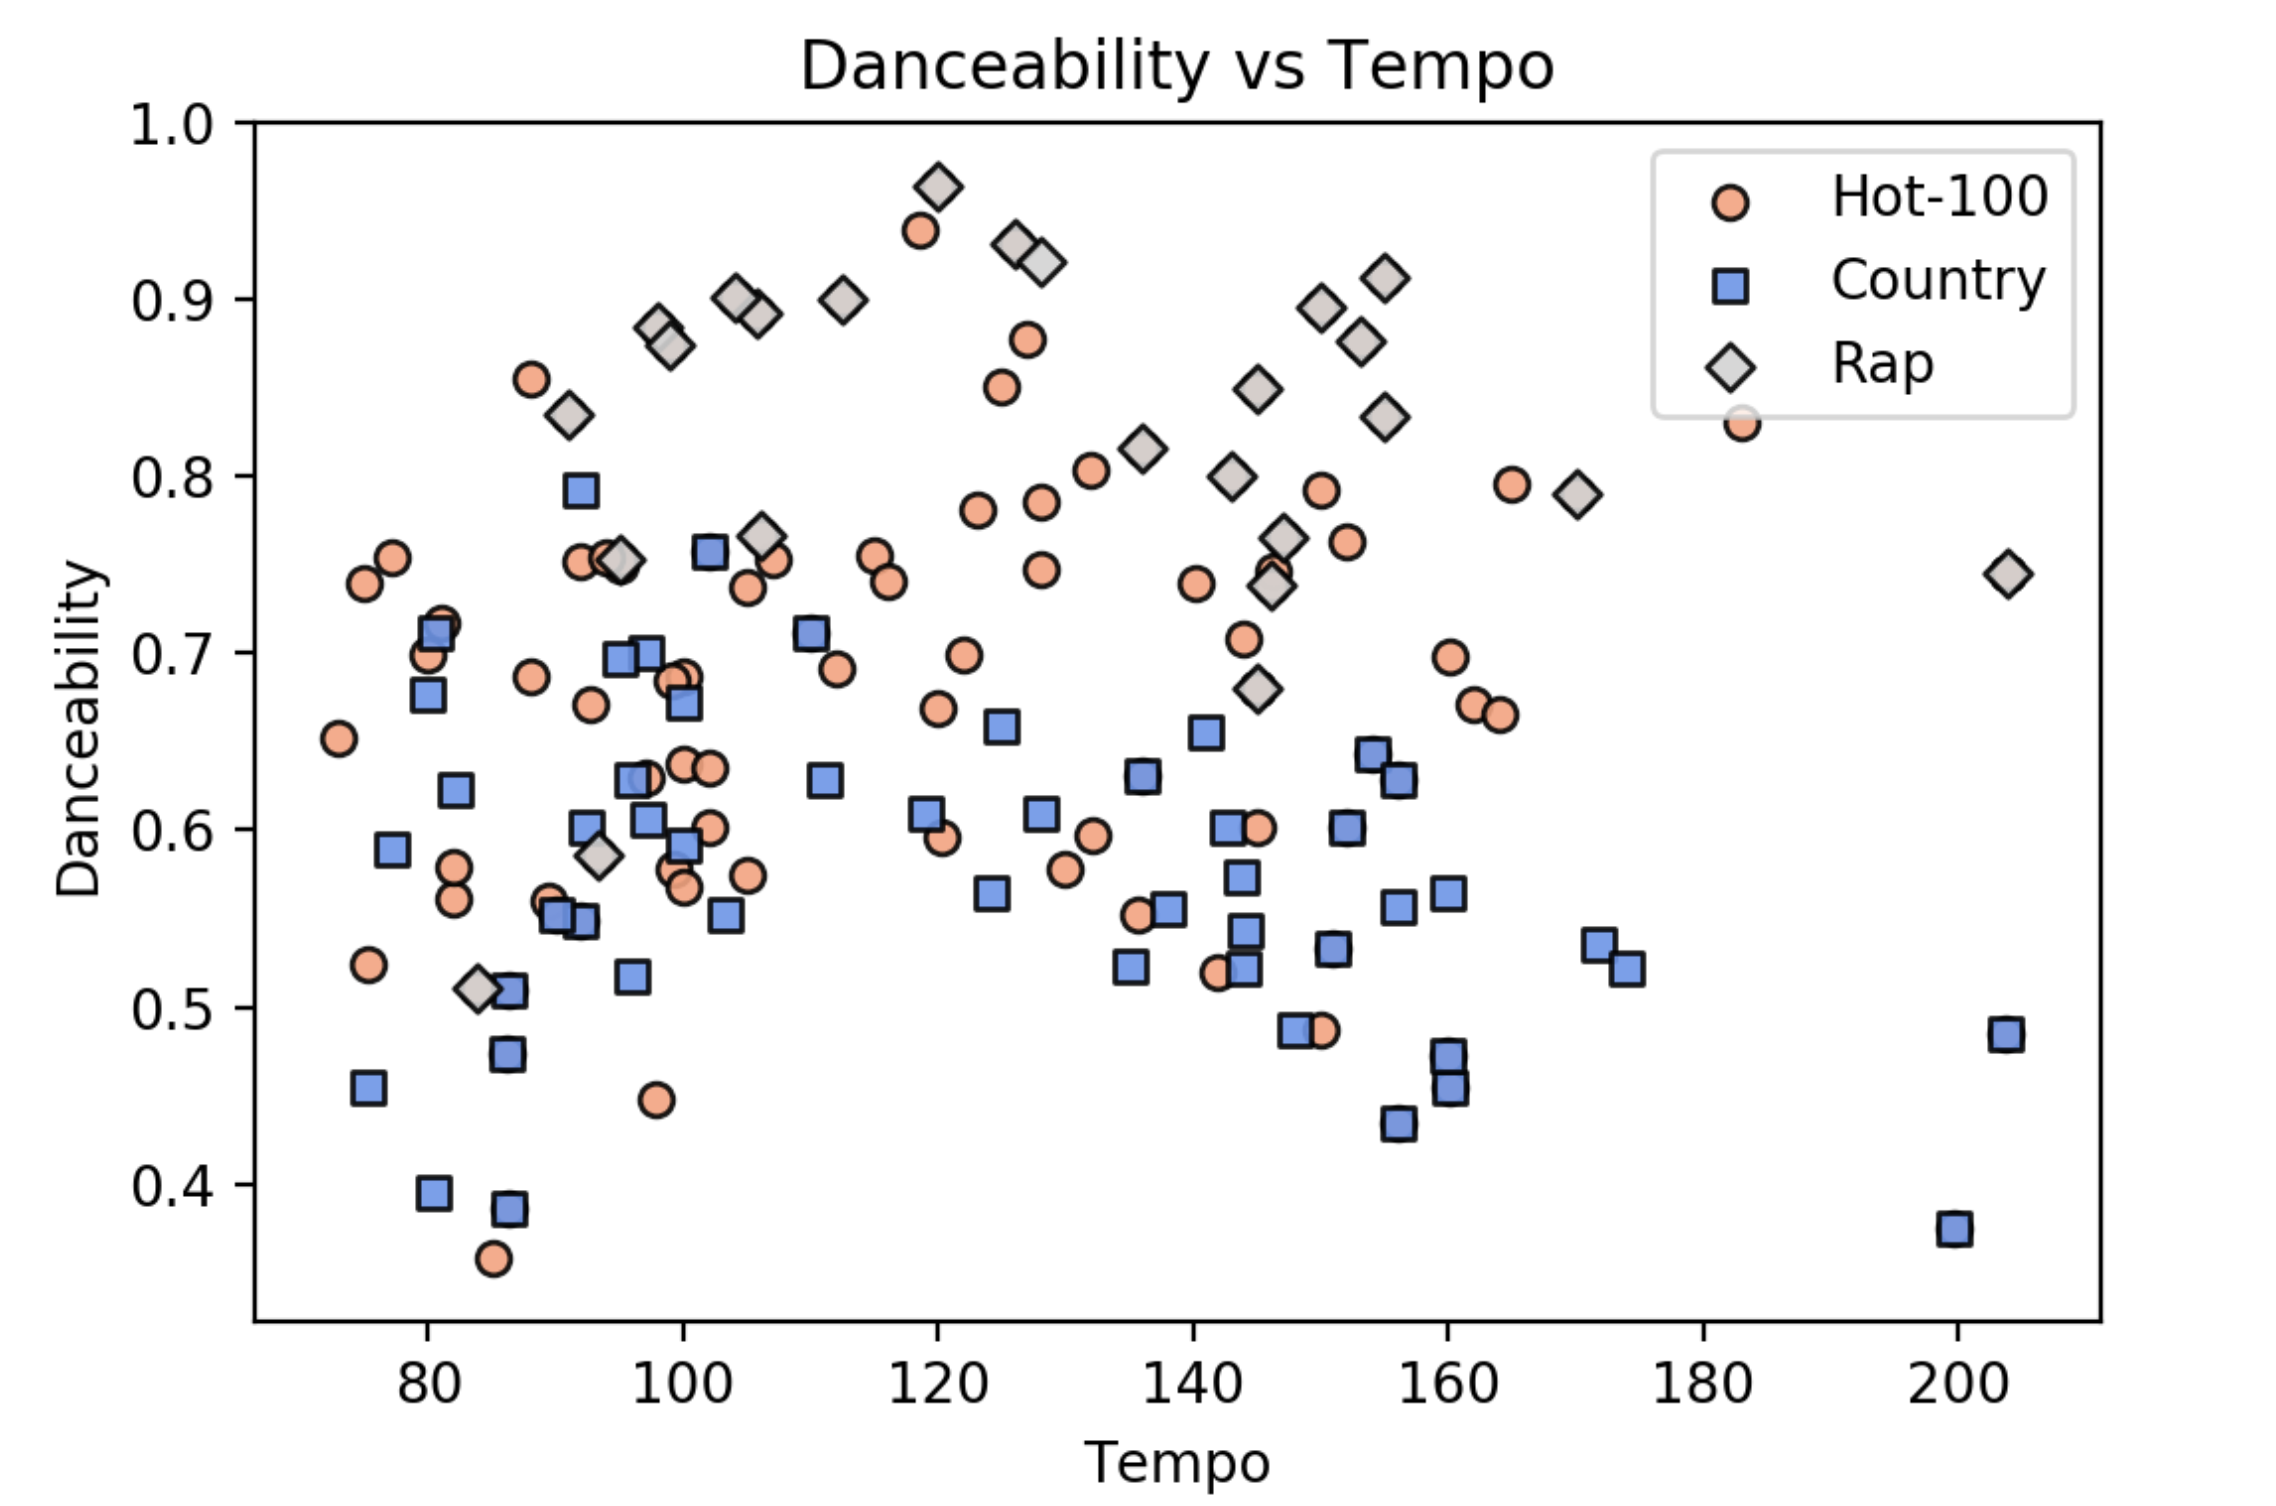 Danceability vs Tempo
1.0
0.9
0.8
0.7
0.6
0.5
0.4
Danceability
Hot-100
Country
Rap
80 100 120 140 160 180 200
Tempo